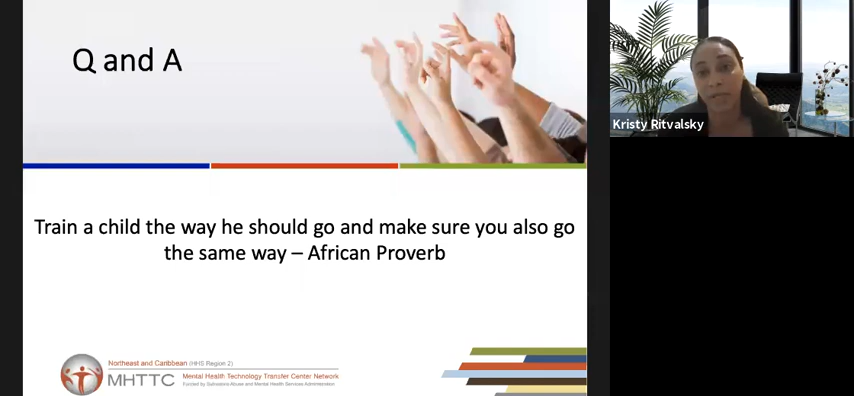 Q and A
Kristy Ritvalsky
Train a child the way he should go and make sure you also go
the same way – African Proverb
Northeast and Caribbean (HHS Region 2)
MHTTC
Mental Health Technology Transfer Center Network
Funded by Substance Abuse and Mental Health Services Administration